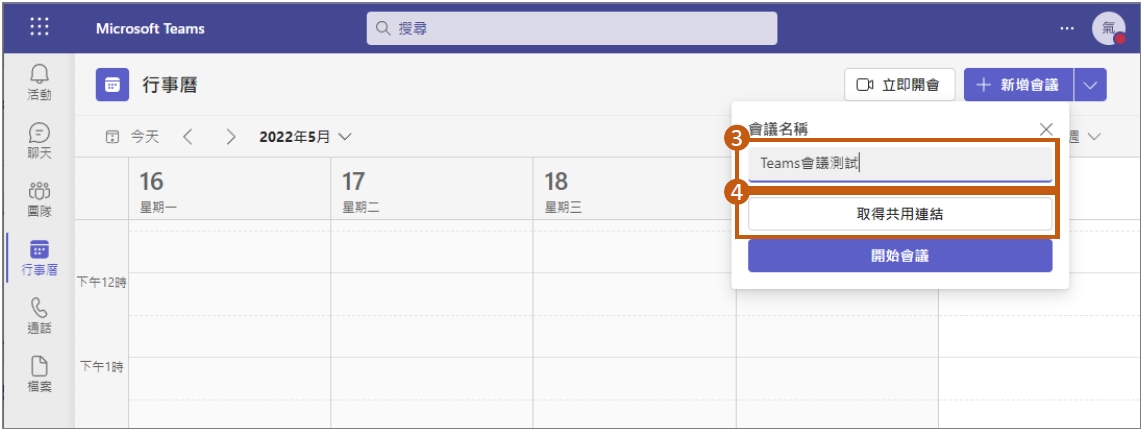 Microsoft Teams
搜尋
氣
活動
聊天
團隊
行事曆
通話
檔案
行事曆
立即開會
新增會議
今天
2022年5月
週
16
星期一
17
星期二
18
星期三
下午12時
下午1時
會議名稱
3
Teams會議測試
4
取得共用連結
開始會議